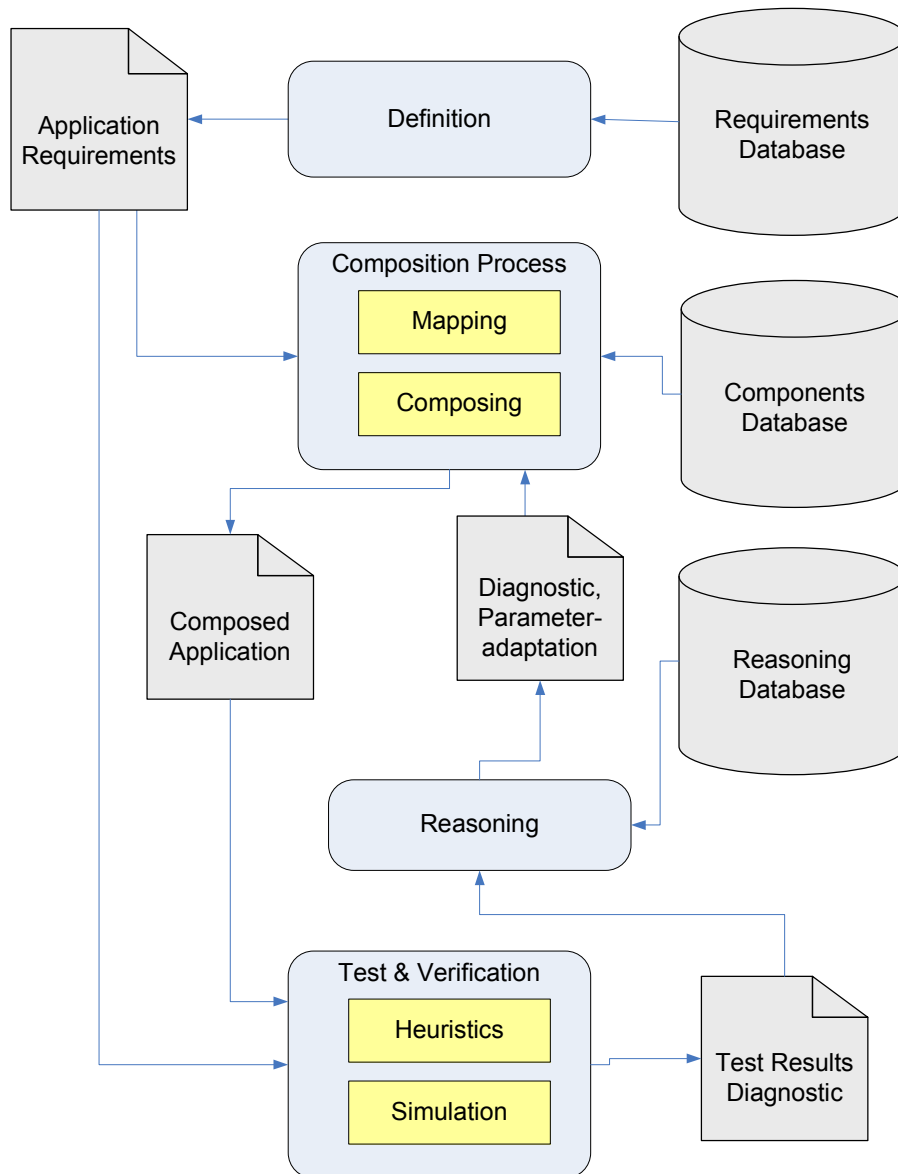 Application
Requirements
Definition
Requirements
Database
Composition Process
Mapping
Composing
Components
Database
Composed
Application
Diagnostic,
Parameter-
adaptation
Reasoning
Database
Reasoning
Test & Verification
Heuristics
Simulation
Test Results
Diagnostic